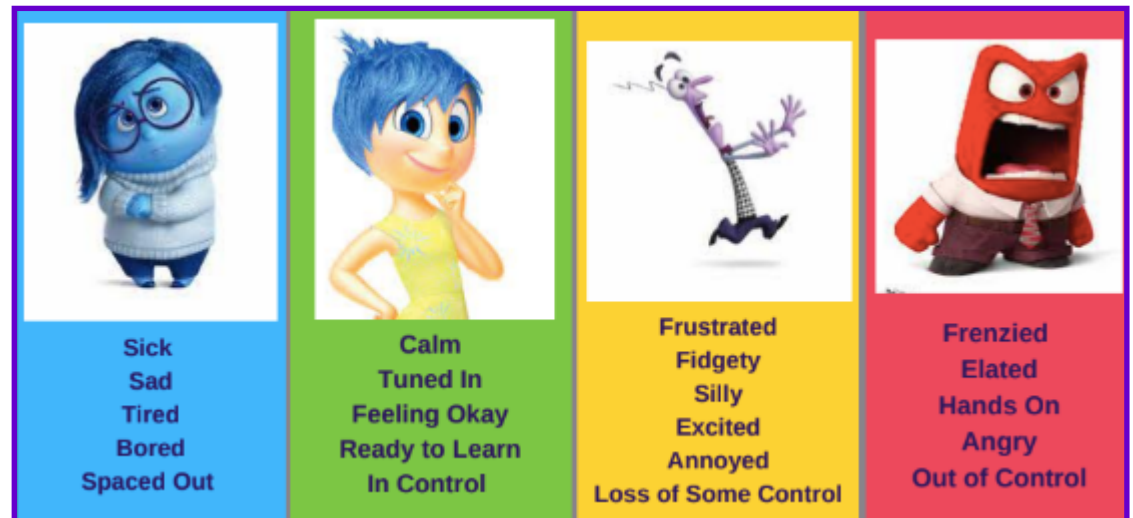 Sick
Sad
Tired
Bored
Spaced Out
Calm
Tuned In
Feeling Okay
Ready to Learn
In Control
Frustrated
Fidgety
Silly
Excited
Annoyed
Loss of Some Control
Frenzied
Elated
Hands On
Angry
Out of Control